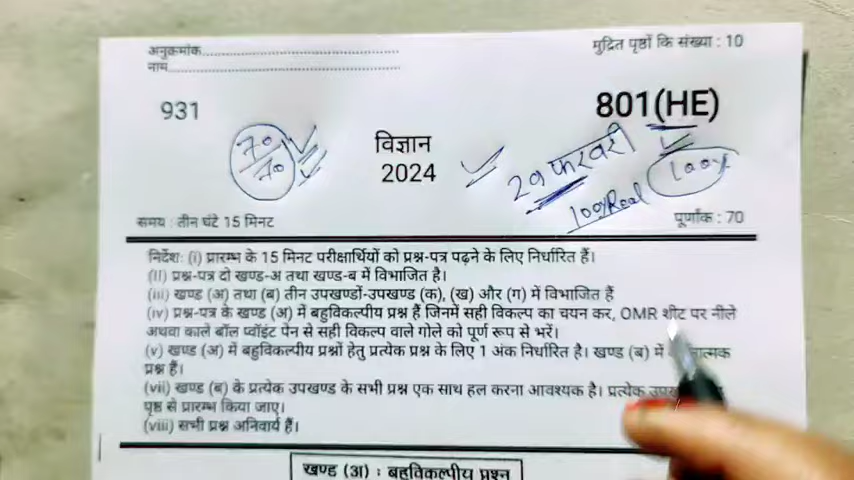 अनुक्रमांक........................................................
नाम................................................................
मुद्रित पृष्ठों कि संख्या : 10
931
801(HE)
70/70
विज्ञान
2024
29 फरवरी
100% Real
100%
समय : तीन घंटे 15 मिनट
पूर्णांक : 70
निर्देश: (i) प्रारम्भ के 15 मिनट परीक्षार्थियों को प्रश्न-पत्र पढ़ने के लिए निर्धारित हैं।
(II) प्रश्न-पत्र दो खण्ड-अ तथा खण्ड-ब में विभाजित है।
(iii) खण्ड (अ) तथा (ब) तीन उपखण्डों-उपखण्ड (क), (ख) और (ग) में विभाजित हैं
(iv) प्रश्न-पत्र के खण्ड (अ) में बहुविकल्पीय प्रश्न हैं जिनमें सही विकल्प का चयन कर, OMR शीट पर नीले
अथवा काले बॉल प्वॉइंट पेन से सही विकल्प वाले गोले को पूर्ण रूप से भरें।
(v) खण्ड (अ) में बहुविकल्पीय प्रश्नों हेतु प्रत्येक प्रश्न के लिए 1 अंक निर्धारित है। खण्ड (ब) में
प्रश्न हैं।
(vii) खण्ड (ब) के प्रत्येक उपखण्ड के सभी प्रश्न एक साथ हल करना आवश्यक है। प्रत्येक
पृष्ठ से प्रारम्भ किया जाए।
(viii) सभी प्रश्न अनिवार्य हैं।
खण्ड (अ) : बहुविकल्पीय प्रश्न